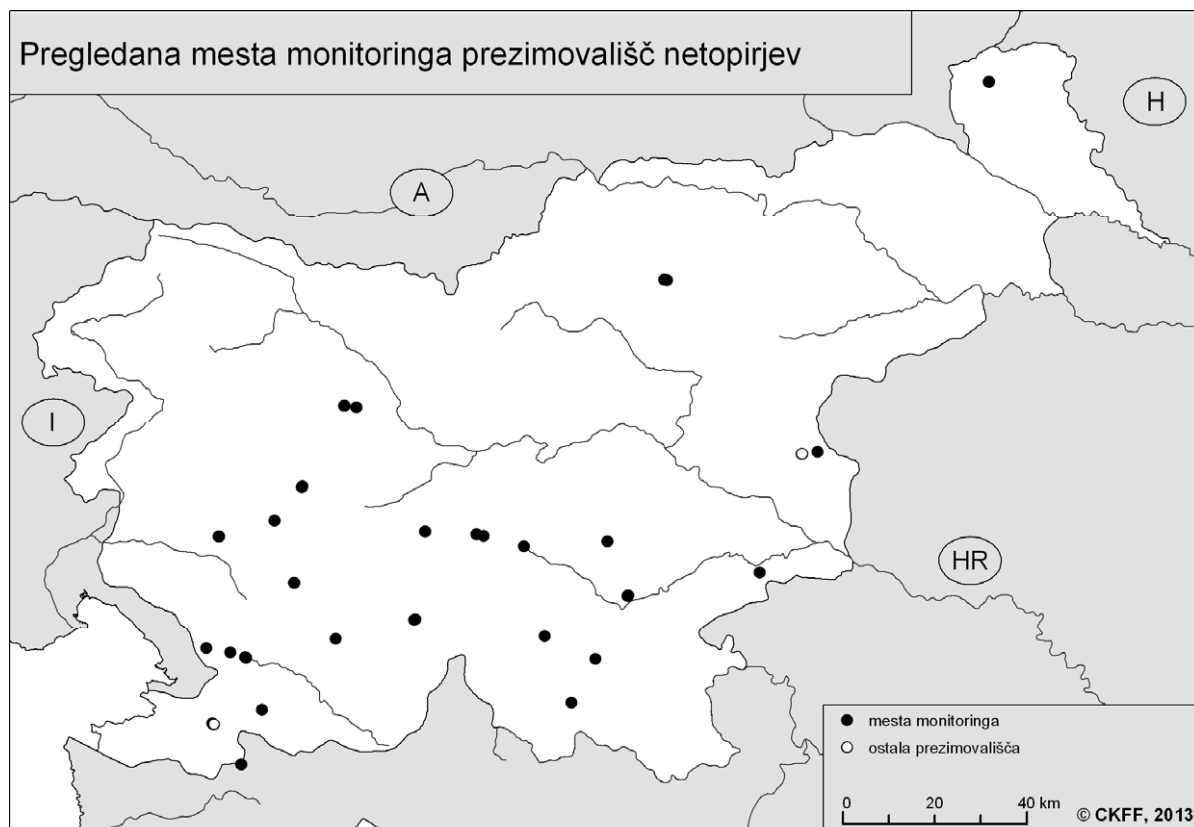 Pregledana mesta monitoringa prezimovališč netopirjev
H
A
I
HR
mesta monitoringa
ostala prezimovališča
0 20 40 km
© CKFF, 2013